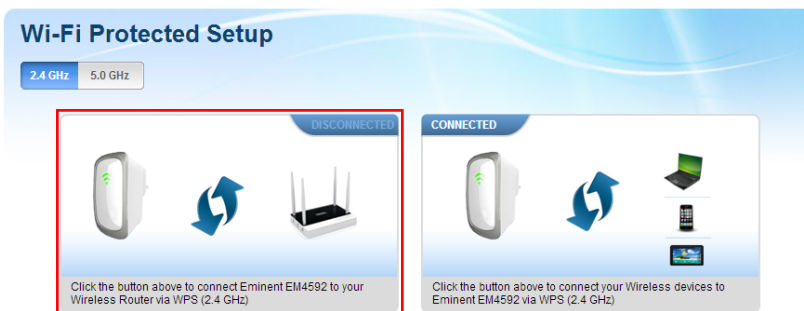 Wi-Fi Protected Setup
2.4 GHz 5.0 GHz
DISCONNECTED
Click the button above to connect Eminent EM4592 to your
Wireless Router via WPS (2.4 GHz)
CONNECTED
Click the button above to connect your Wireless devices to
Eminent EM4592 via WPS (2.4 GHz)